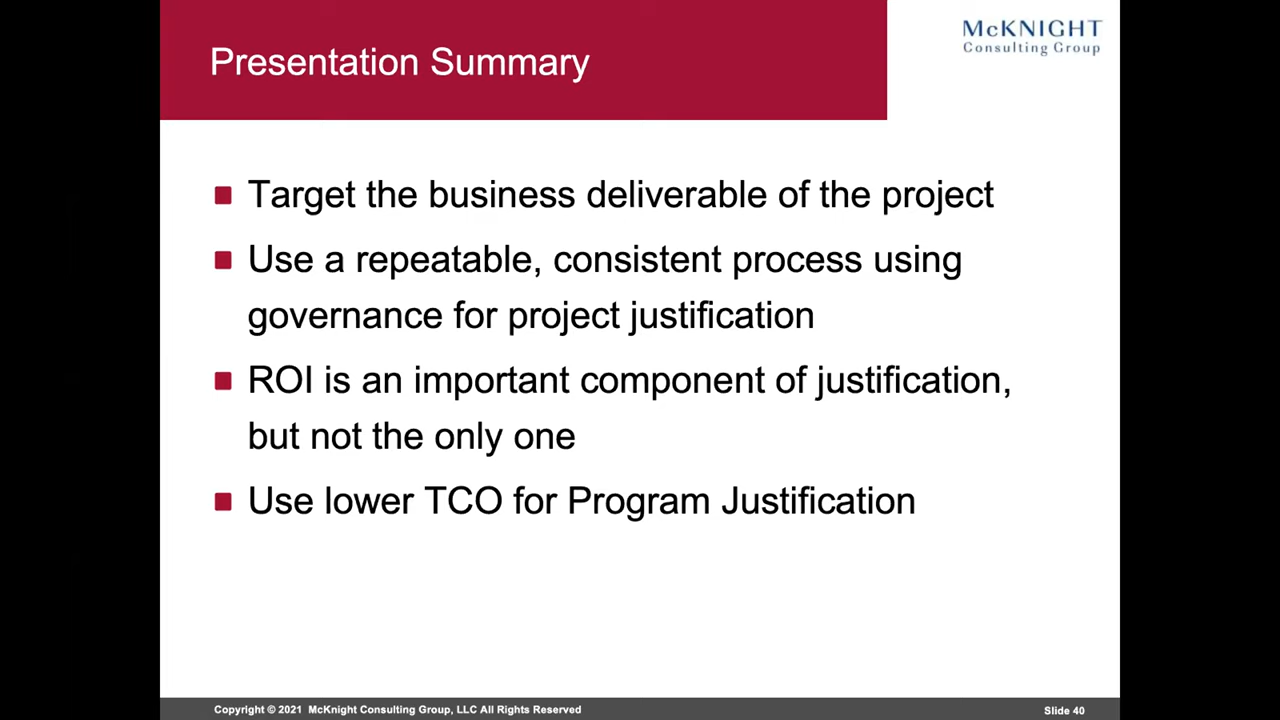 Presentation Summary
McKNIGHT
Consulting Group
Target the business deliverable of the project
Use a repeatable, consistent process using
governance for project justification
ROI is an important component of justification,
but not the only one
Use lower TCO for Program Justification
Copyright © 2021 McKnight Consulting Group, LLC All Rights Reserved
Slide 40